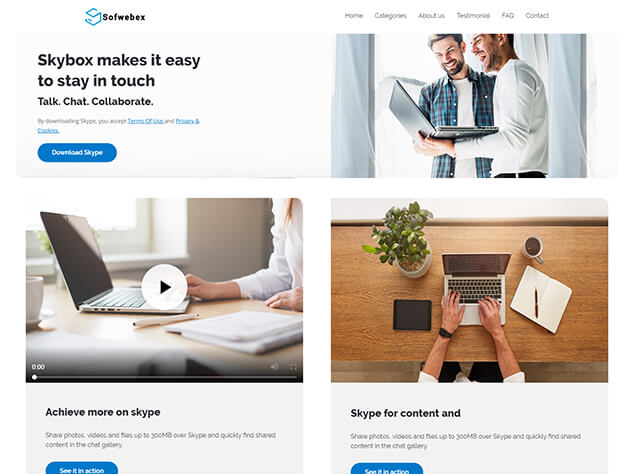 Sofwebex
Home Categories About us Testimonial FAQ Contact
Skybox makes it easy
to stay in touch
Talk. Chat. Collaborate.
By downloading Skype, you accept Terms Of Use and Privacy &
Cookies.
Download Skype
0:00
Achieve more on skype
Share photos, videos and files up to 300MB over Skype and quickly find shared
content in the chat gallery.
See it in action
Skype for content and
Share photos, videos and files up to 300MB over Skype and quickly find shared
content in the chat gallery.
See it in action